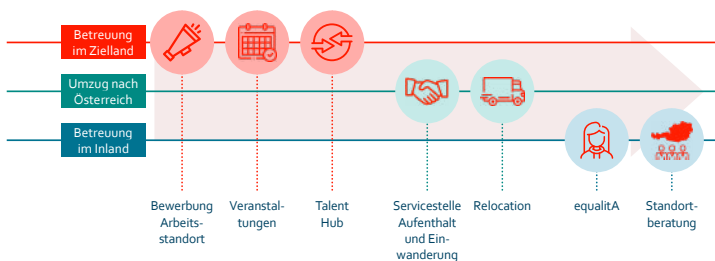 Betreuung
im Zielland
Umzug nach
Österreich
Betreuung
im Inland
Bewerbung
Arbeits-
standort
Veranstal-
tungen
Talent
Hub
Servicestelle
Aufenthalt
und Ein-
wanderung
Relocation
equalitA
Standort-
beratung